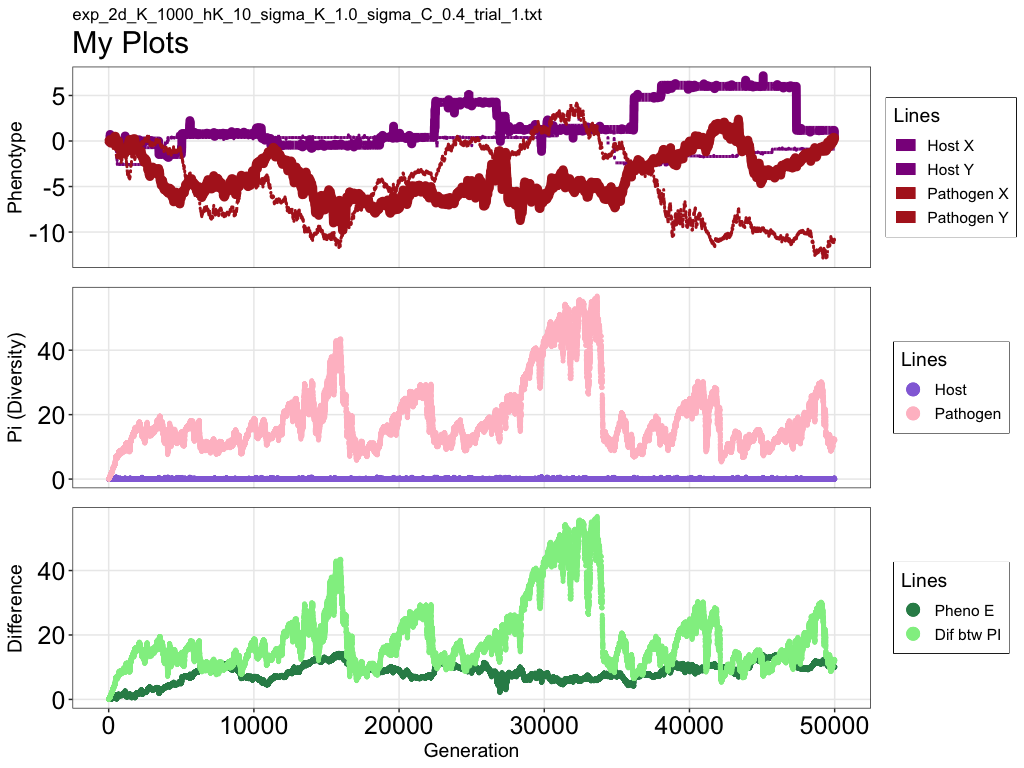 exp_2d_K_1000_hK_10_sigma_K_1.0_sigma_C_0.4_trial_1.txt
My Plots
Phenotype
5
0
-5
-10
Lines
Host X
Host Y
Pathogen X
Pathogen Y
Pi (Diversity)
40
20
0
Lines
Host
Pathogen
Difference
40
20
0
Lines
Pheno E
Dif btw PI
0 10000 20000 30000 40000 50000
Generation